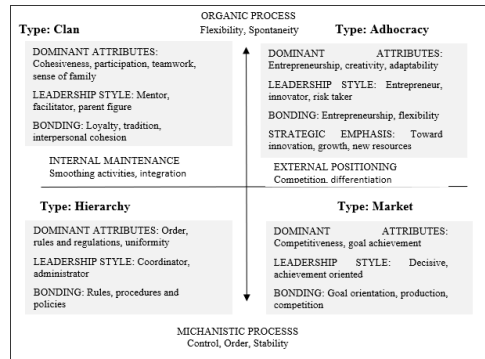 ORGANIC PROCESS
Flexibility, Spontaneity
Type: Clan
DOMINANT ATTRIBUTES:
Cohesiveness, participation, teamwork,
sense of family
LEADERSHIP STYLE: Mentor,
facilitator, parent figure
BONDING: Loyalty, tradition,
interpersonal cohesion
Type: Adhocracy
DOMINANT ATTRIBUTES:
Entrepreneurship, creativity, adaptability
LEADERSHIP STYLE: Entrepreneur,
innovator, risk taker
BONDING: Entrepreneurship, flexibility
STRATEGIC EMPHASIS: Toward
innovation, growth, new resources
INTERNAL MAINTENANCE
Smoothing activities, integration
EXTERNAL POSITIONING
Competition, differentiation
Type: Hierarchy
DOMINANT ATTRIBUTES: Order,
rules and regulations, uniformity
LEADERSHIP STYLE: Coordinator,
administrator
BONDING: Rules, procedures and
policies
Type: Market
DOMINANT ATTRIBUTES:
Competitiveness, goal achievement
LEADERSHIP STYLE: Decisive,
achievement oriented
BONDING: Goal orientation, production,
competition
MICHANISTIC PROCESSS
Control, Order, Stability